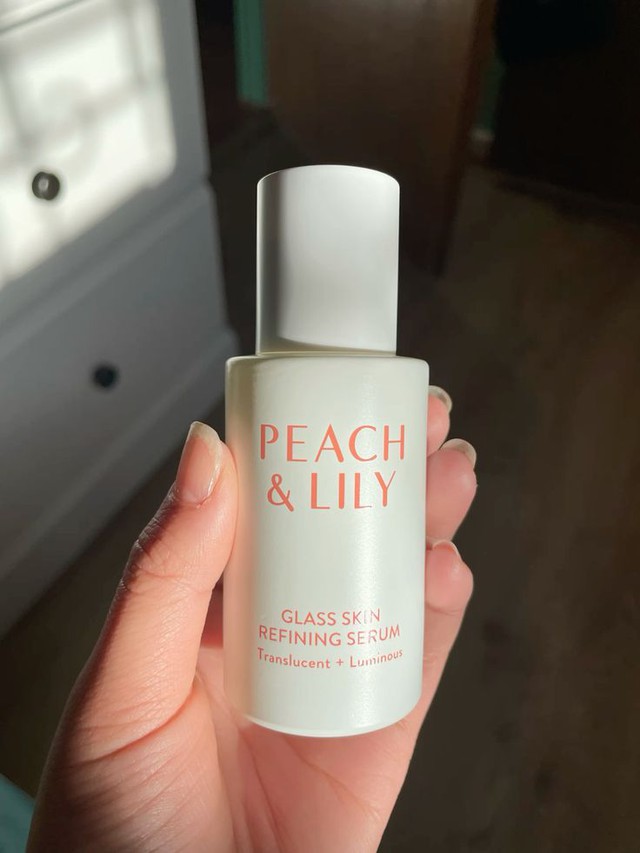 PEACH
& LILY
GLASS SKIN
REFINING SERUM
Translucent + Luminous